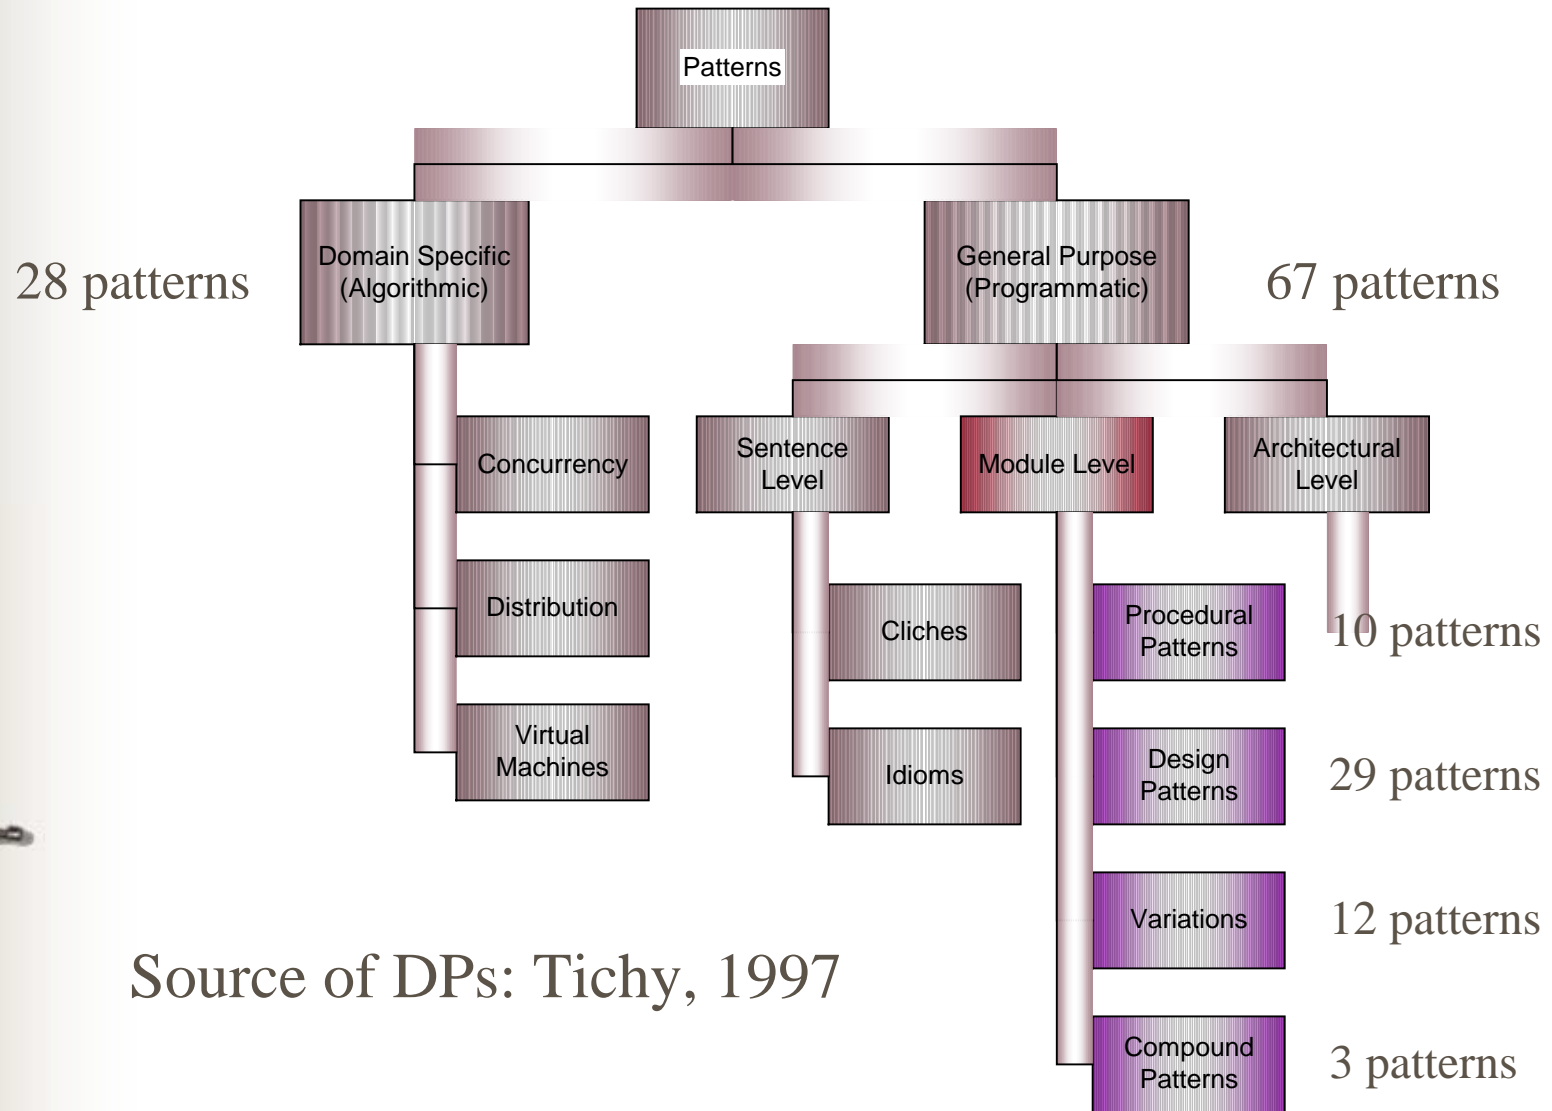 Patterns
Domain Specific
(Algorithmic)
28 patterns
General Purpose
(Programmatic)
67 patterns
Concurrency
Distribution
Virtual
Machines
Sentence
Level
Module Level
Architectural
Level
Cliches
Idioms
Procedural
Patterns
10 patterns
Design
Patterns
29 patterns
Variations
12 patterns
Compound
Patterns
3 patterns
Source of DPs: Tichy, 1997